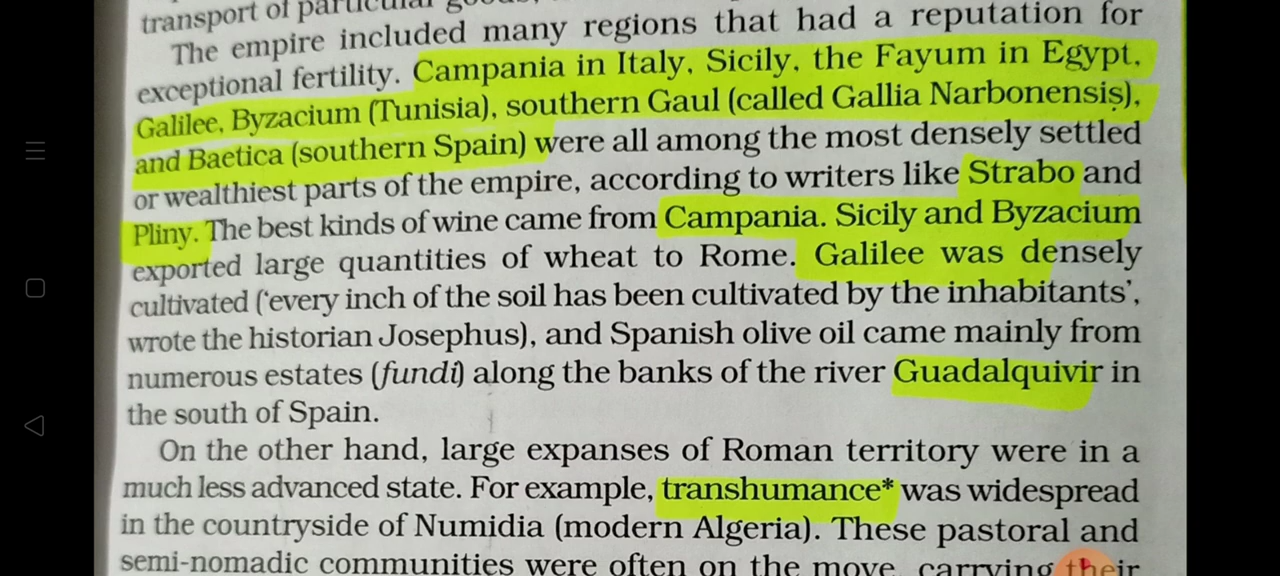 transport of particular
The empire included many regions that had a reputation for
exceptional fertility. Campania in Italy, Sicily, the Fayum in Egypt,
Galilee, Byzacium (Tunisia), southern Gaul (called Gallia Narbonensis),
and Baetica (southern Spain) were all among the most densely settled
or wealthiest parts of the empire, according to writers like Strabo and
Pliny. The best kinds of wine came from Campania. Sicily and Byzacium
exported large quantities of wheat to Rome. Galilee was densely
cultivated (‘every inch of the soil has been cultivated by the inhabitants’,
wrote the historian Josephus), and Spanish olive oil came mainly from
numerous estates (fundi) along the banks of the river Guadalquivir in
the south of Spain.
On the other hand, large expanses of Roman territory were in a
much less advanced state. For example, transhumance* was widespread
in the countryside of Numidia (modern Algeria). These pastoral and
semi-nomadic communities were often on the move, carrying their